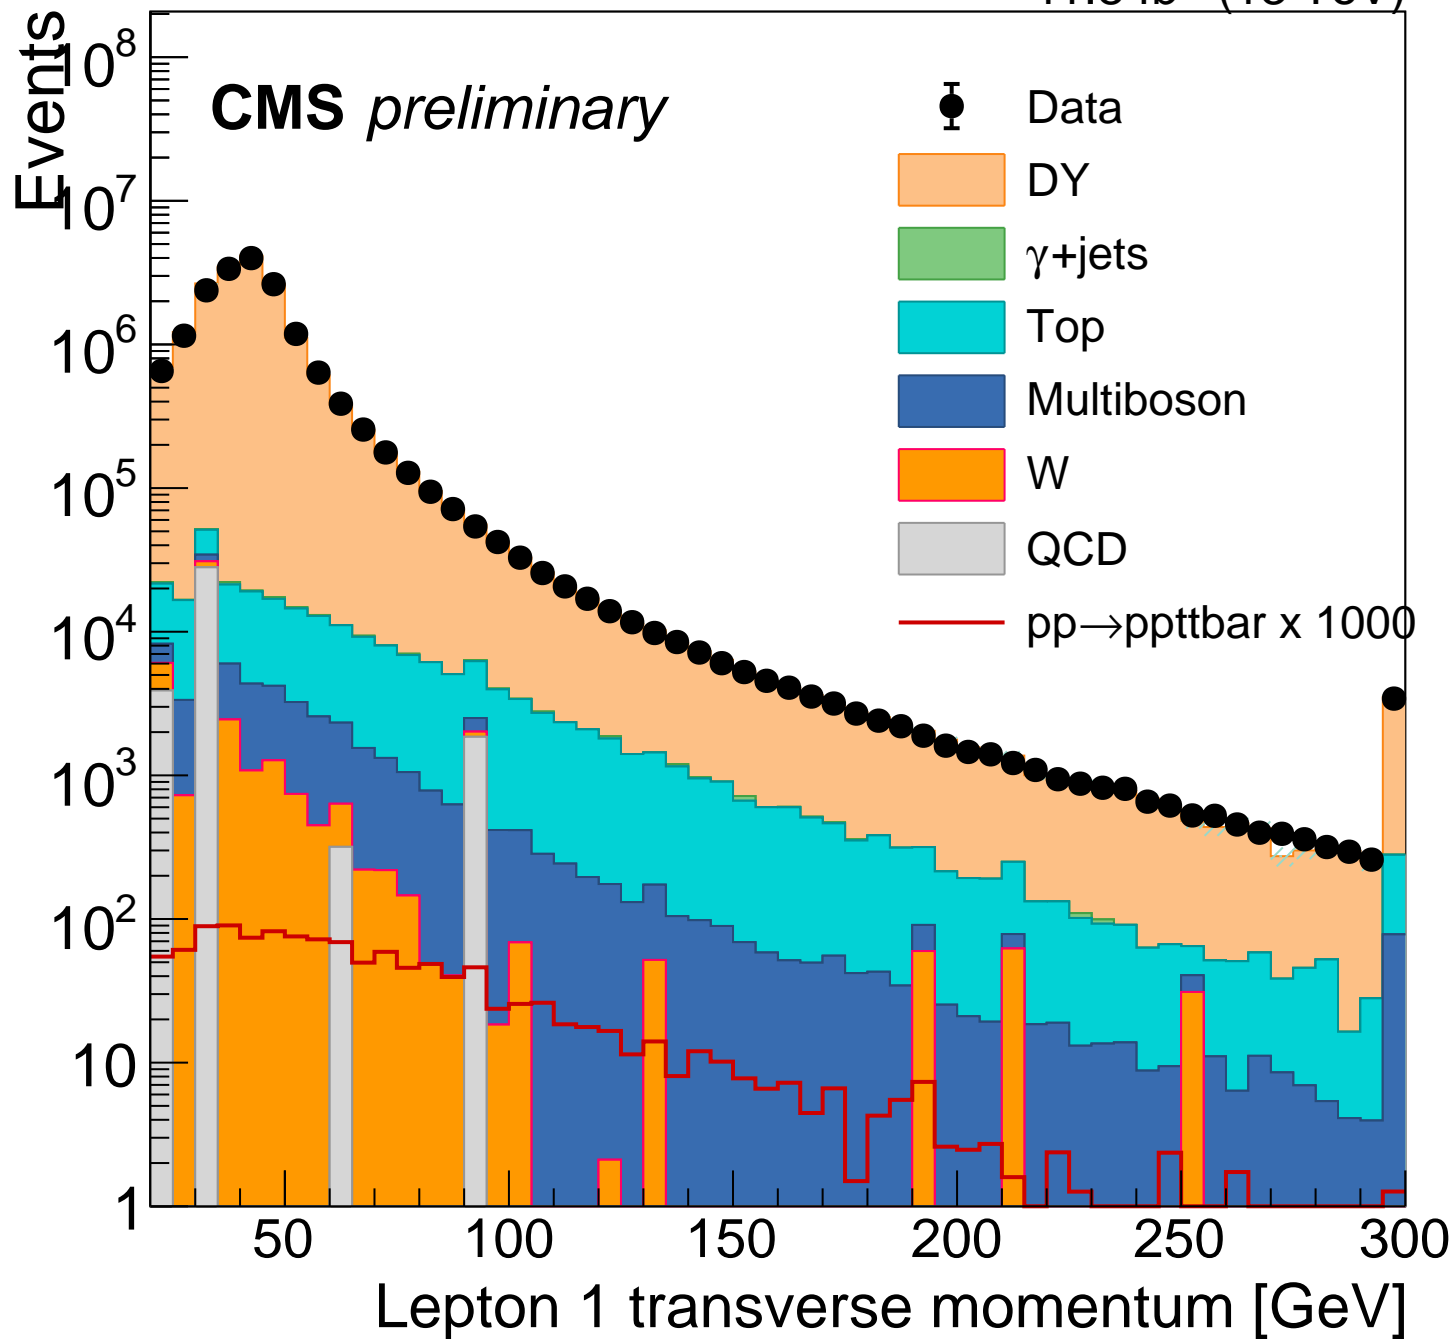 (13 TeV)
Events
CMS preliminary
Data
DY
γ+jets
Top
Multiboson
W
QCD
pp→ppttbar x 1000
10^8
10^7
10^6
10^5
10^4
10^3
10^2
10
1
50 100 150 200 250 300
Lepton 1 transverse momentum [GeV]